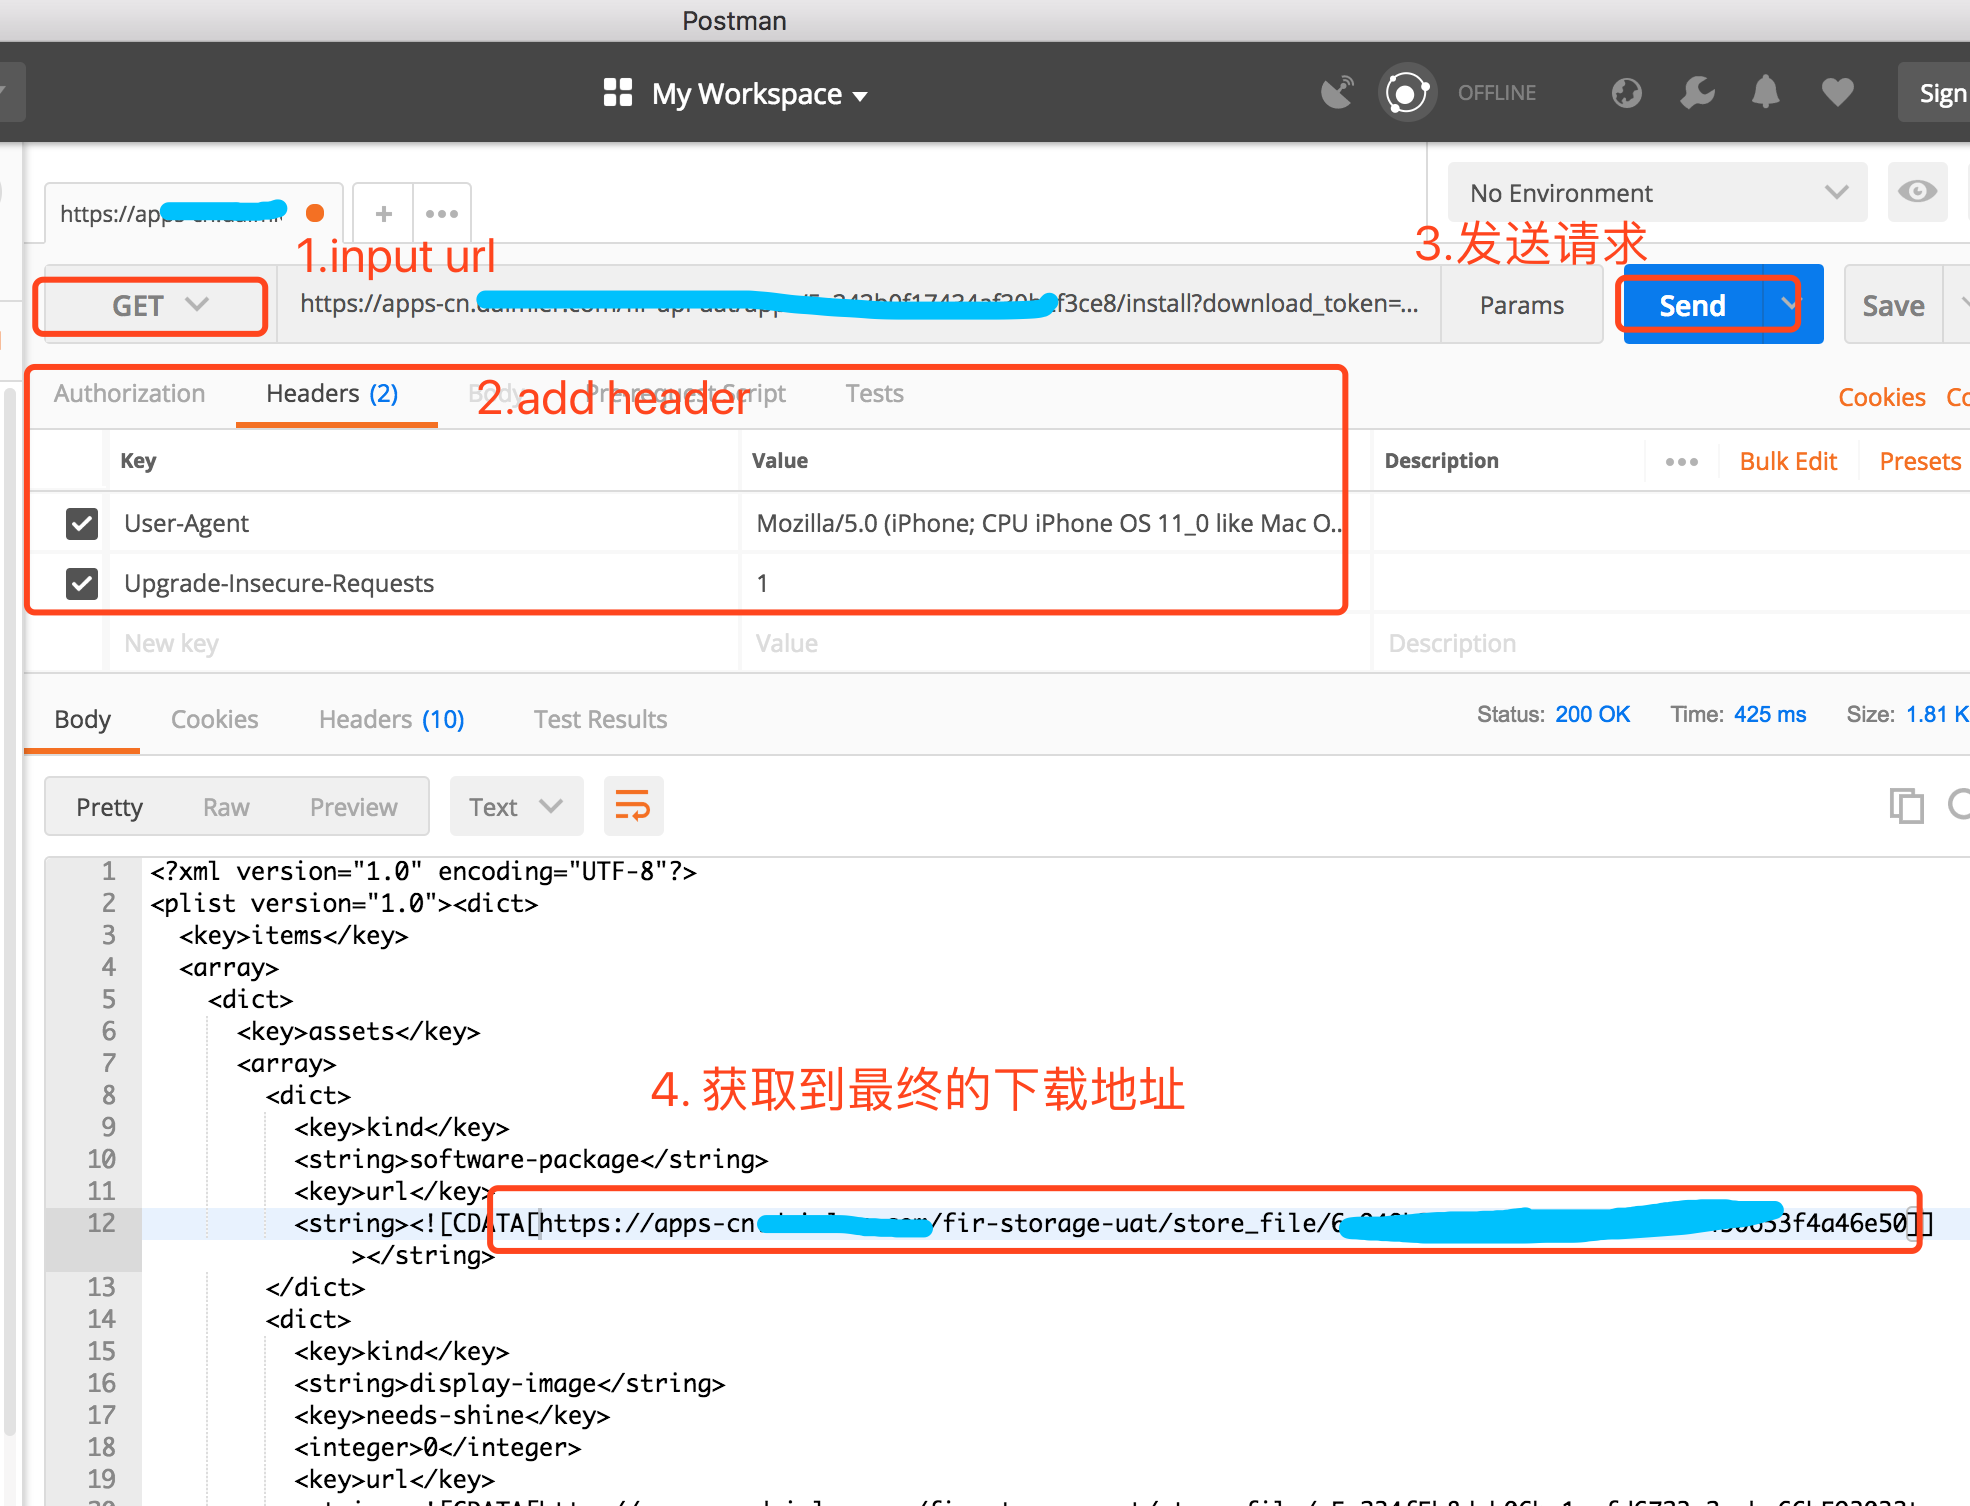 Postman
My Workspace
OFFLINE
Sign
https://apps-cn.
No Environment
1.input url
3.发送请求
GET
https://apps-cn. f3ce8/install?download_token=...
Params
Send
Save
Authorization
Headers (2)
Body
Pre-request Script
Tests
2.add header
Cookies
Co
Key
Value
Description
Bulk Edit
Presets
User-Agent
Mozilla/5.0 (iPhone; CPU iPhone OS 11_0 like Mac O...
Upgrade-Insecure-Requests
1
New key
Value
Description
Body
Cookies
Headers (10)
Test Results
Status: 200 OK
Time: 425 ms
Size: 1.81 K
Pretty
Raw
Preview
Text
1 <?xml version="1.0" encoding="UTF-8"?>
2 <plist version="1.0"><dict>
3 <key>items</key>
4 <array>
5 <dict>
6 <key>assets</key>
7 <array>
4. 获取到最终的下载地址
8 <dict>
9 <key>kind</key>
10 <string>software-package</string>
11 <key>url</key>
12 <string><![CDATA[https://apps-cn /fir-storage-uat/store_file/6 53f4a46e50]]
></string>
13 </dict>
14 <dict>
15 <key>kind</key>
16 <string>display-image</string>
17 <key>needs-shine</key>
18 <integer>0</integer>
19 <key>url</key>